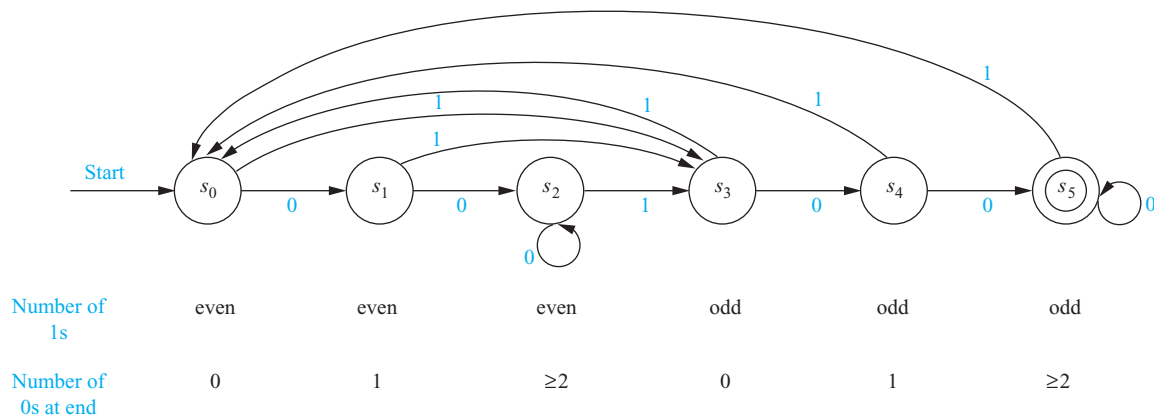 1
1
1
1
1
Start
s0
s1
s2
s3
s4
s5
0
0
1
0
0
0
0
Number of
1s
even
even
even
odd
odd
odd
Number of
0s at end
0
1
≥2
0
1
≥2